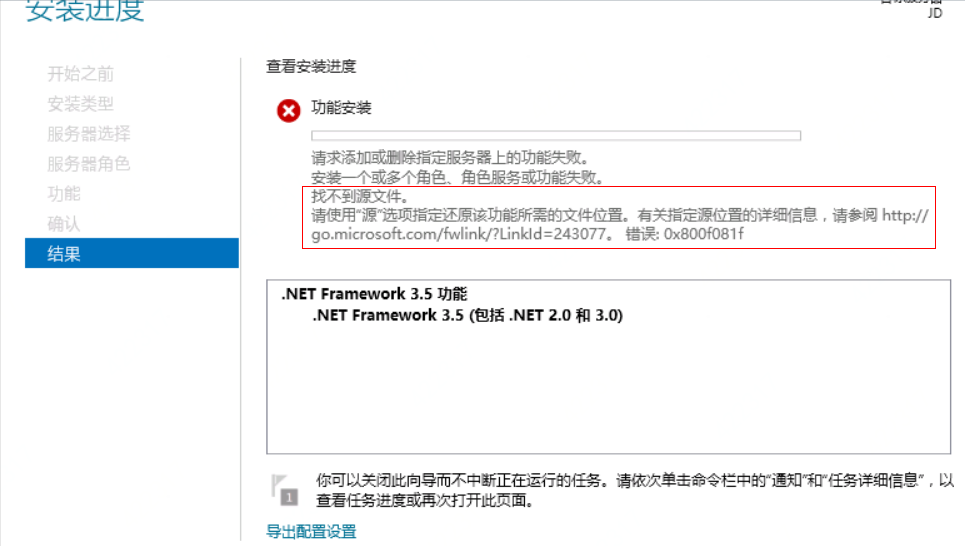 安装进度
JD
开始之前
安装类型
服务器选择
服务器角色
功能
确认
结果
查看安装进度
功能安装
请求添加或删除指定服务器上的功能失败。
安装一个或多个角色、角色服务或功能失败。
找不到源文件。
请使用"源"选项指定还原该功能所需的文件位置。有关指定源位置的详细信息，请参阅 http://
go.microsoft.com/fwlink/?LinkId=243077。 错误: 0x800f081f
.NET Framework 3.5 功能
.NET Framework 3.5 (包括 .NET 2.0 和 3.0)
1
你可以关闭此向导而不中断正在运行的任务。请依次单击命令栏中的"通知"和"任务详细信息"，以
查看任务进度或再次打开此页面。
导出配置设置